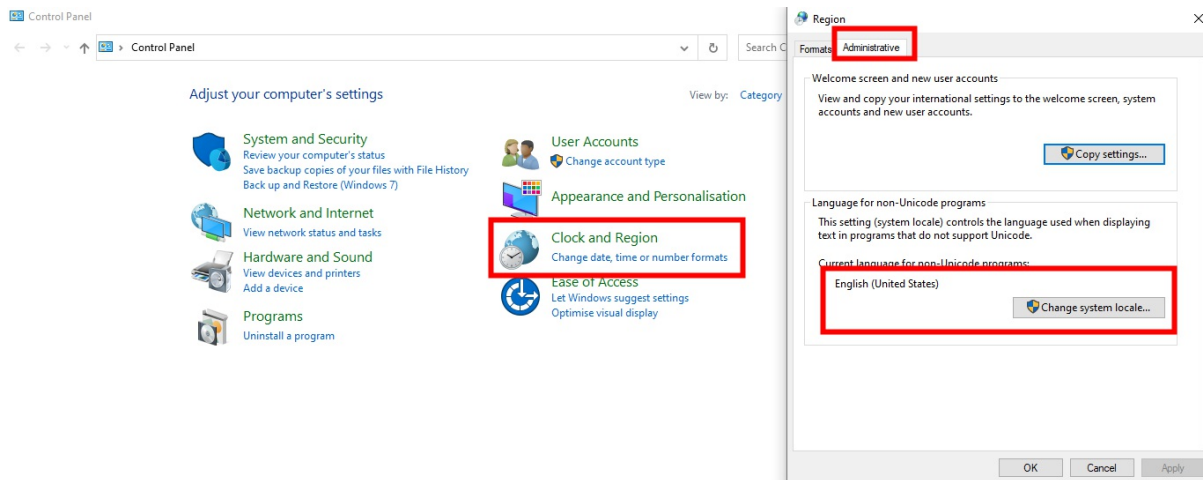 Control Panel
Control Panel
Search C
Adjust your computer's settings
View by: Category
System and Security
Review your computer's status
Save backup copies of your files with File History
Back up and Restore (Windows 7)
Network and Internet
View network status and tasks
Hardware and Sound
View devices and printers
Add a device
Programs
Uninstall a program
User Accounts
Change account type
Appearance and Personalisation
Clock and Region
Change date, time or number formats
Ease of Access
Let Windows suggest settings
Optimise visual display
Region
Formats Administrative
Welcome screen and new user accounts
View and copy your international settings to the welcome screen, system
accounts and new user accounts.
Copy settings...
Language for non-Unicode programs
This setting (system locale) controls the language used when displaying
text in programs that do not support Unicode.
Current language for non-Unicode programs:
English (United States)
Change system locale...
OK Cancel Apply